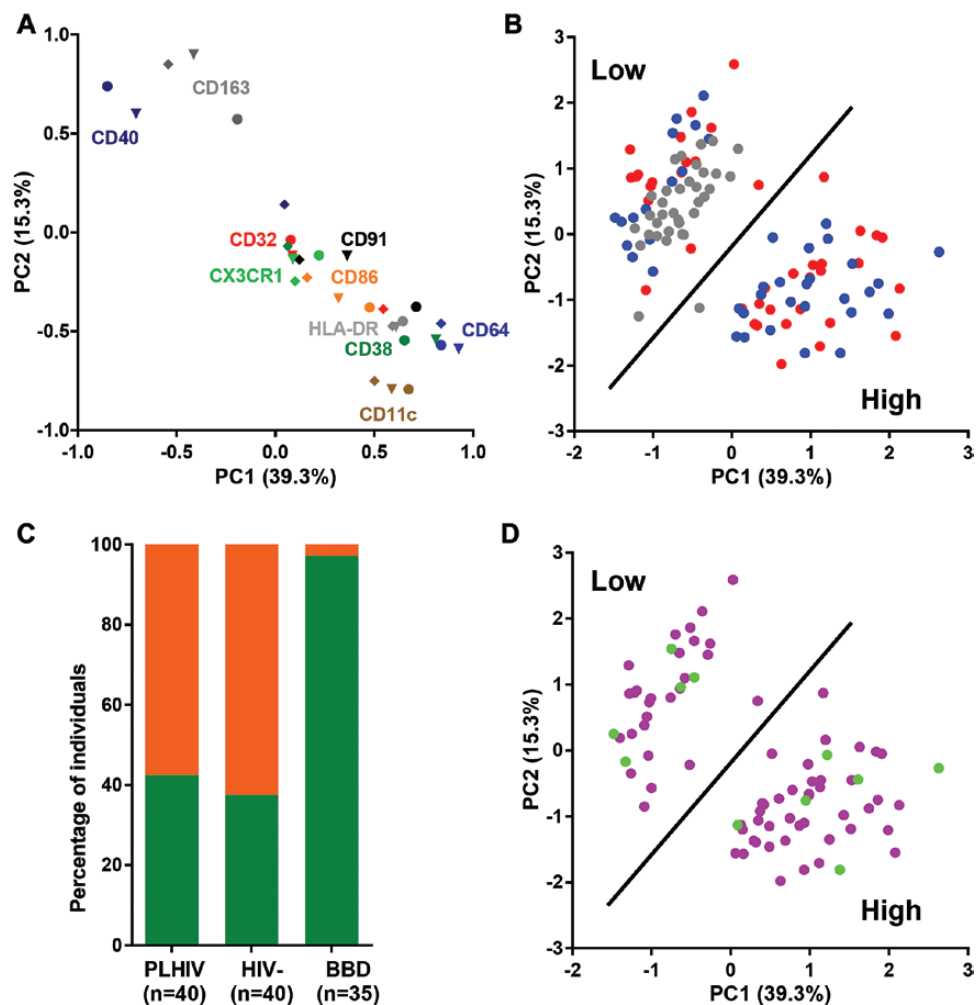 A
1.0
0.5
0.0
-0.5
-1.0
PC2 (15.3%)
CD163
CD40
CD32
CD91
CX3CR1
CD86
HLA-DR
CD38
CD64
CD11c
-1.0
-0.5
0.0
0.5
1.0
PC1 (39.3%)
B
3
2
1
0
-1
-2
-3
PC2 (15.3%)
Low
High
-2
-1
0
1
2
3
PC1 (39.3%)
C
100
80
60
40
20
0
Percentage of individuals
PLHIV
(n=40)
HIV-
(n=40)
BBD
(n=35)
D
3
2
1
0
-1
-2
-3
PC2 (15.3%)
Low
High
-2
-1
0
1
2
3
PC1 (39.3%)